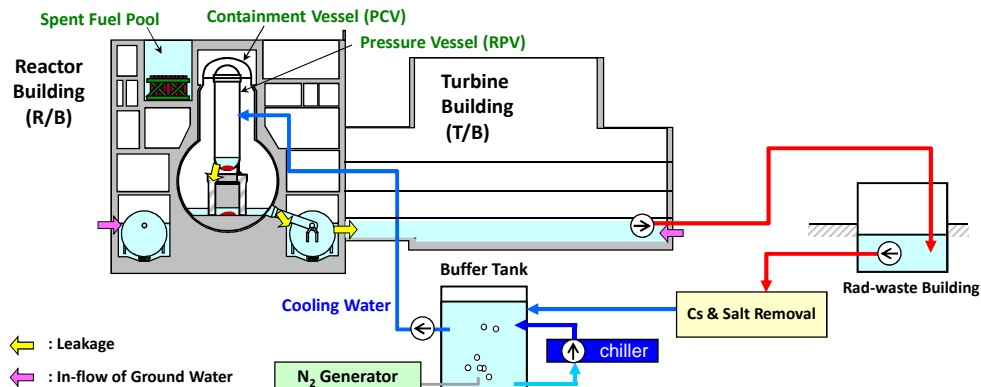 Spent Fuel Pool
Containment Vessel (PCV)
Pressure Vessel (RPV)
Reactor
Building
(R/B)
Turbine
Building
(T/B)
Buffer Tank
Cooling Water
Rad-waste Building
Cs & Salt Removal
chiller
N₂ Generator
: Leakage
: In-flow of Ground Water